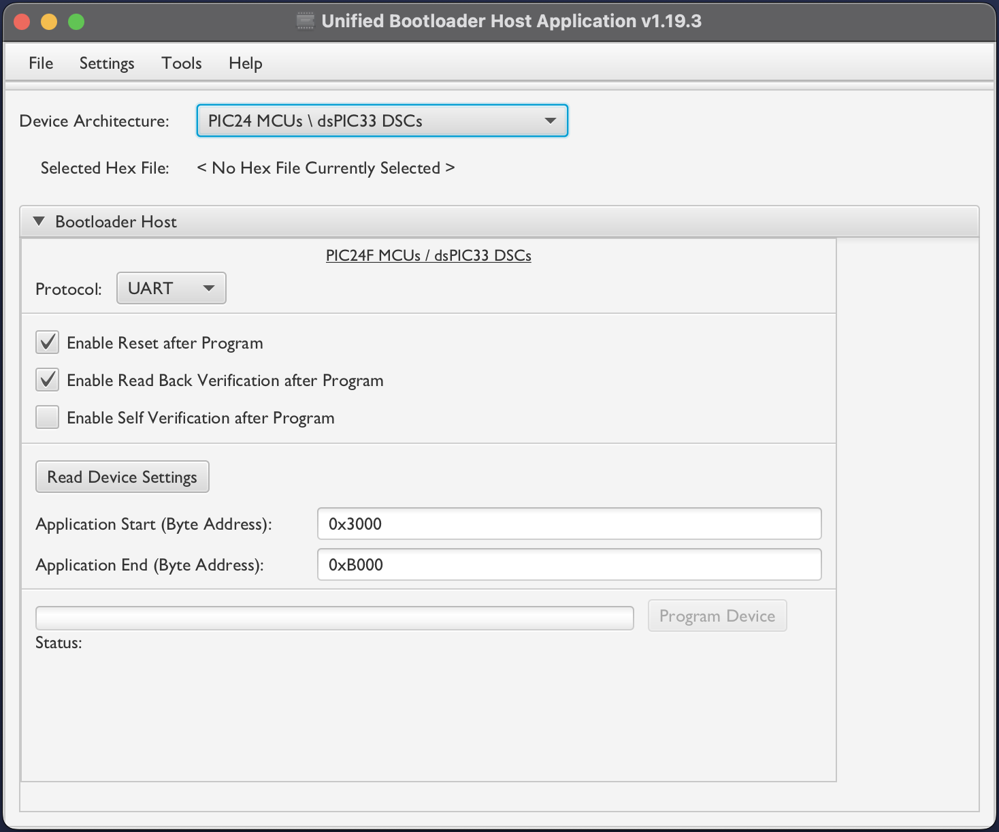 Unified Bootloader Host Application v1.19.3
File Settings Tools Help
Device Architecture: PIC24 MCUs \ dsPIC33 DSCs
Selected Hex File: < No Hex File Currently Selected >
Bootloader Host
PIC24F MCUs / dsPIC33 DSCs
Protocol: UART
Enable Reset after Program
Enable Read Back Verification after Program
Enable Self Verification after Program
Read Device Settings
Application Start (Byte Address): 0x3000
Application End (Byte Address): 0xB000
Program Device
Status: